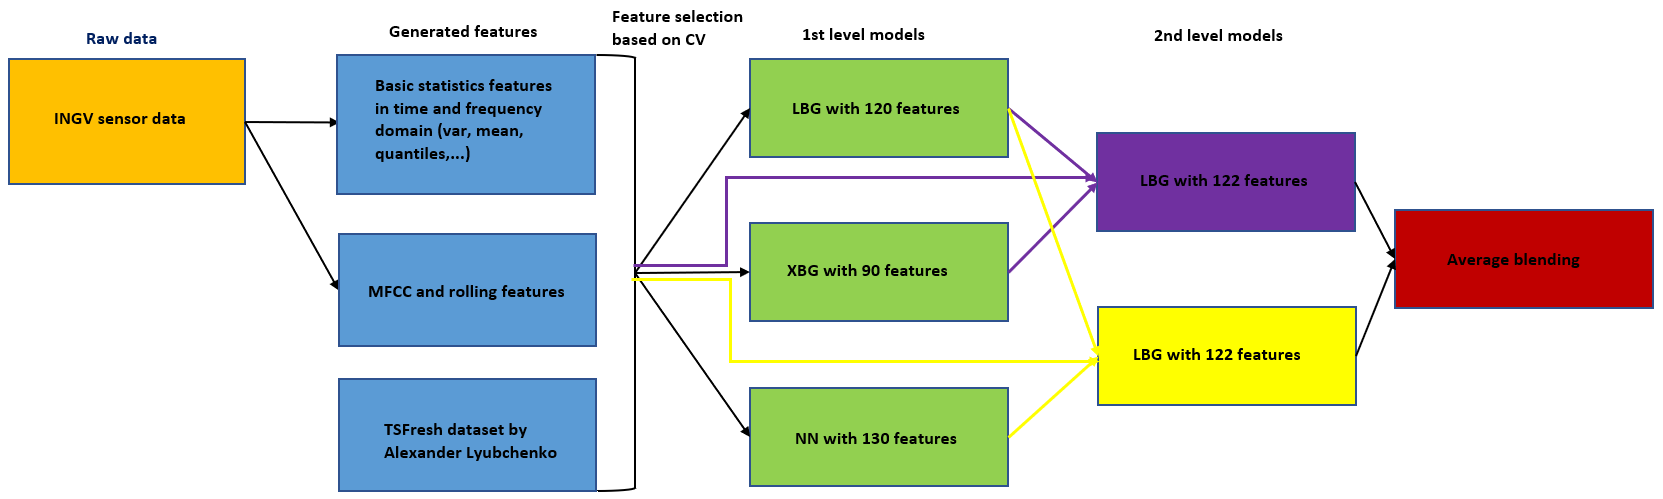 Raw data
INGV sensor data
Generated features
Basic statistics features
in time and frequency
domain (var, mean,
quantiles,...)
MFCC and rolling features
TSFresh dataset by
Alexander Lyubchenko
Feature selection
based on CV
1st level models
LBG with 120 features
XBG with 90 features
NN with 130 features
2nd level models
LBG with 122 features
LBG with 122 features
Average blending